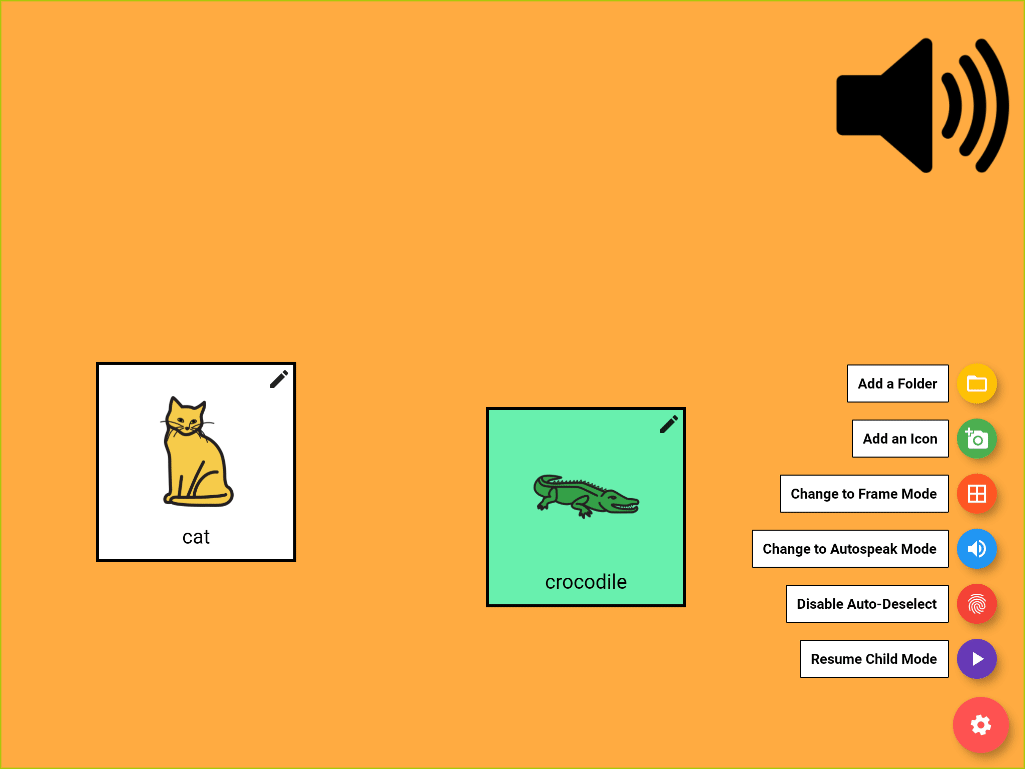 cat
crocodile
Add a Folder
Add an Icon
Change to Frame Mode
Change to Autospeak Mode
Disable Auto-Deselect
Resume Child Mode